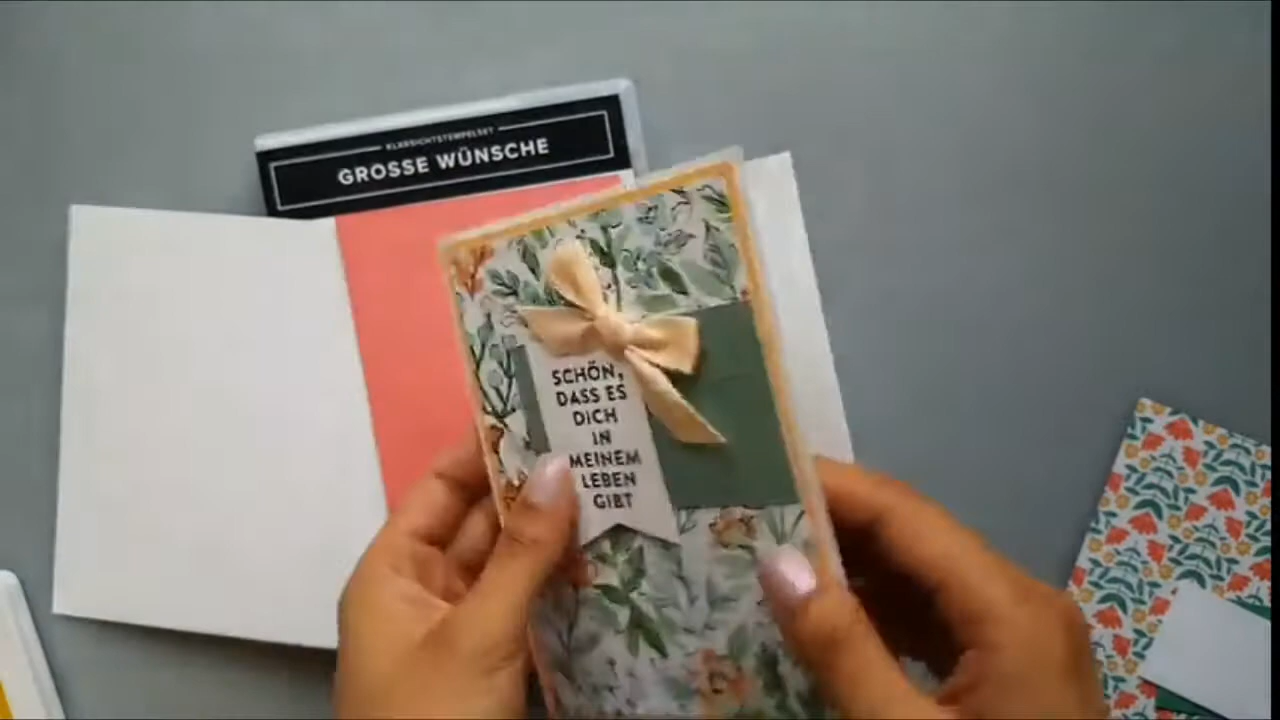 KLARSICHTSTEMPELSET
GROSSE WÜNSCHE
SCHÖN,
DASS ES
DICH
IN
MEINEM
LEBEN
GIBT